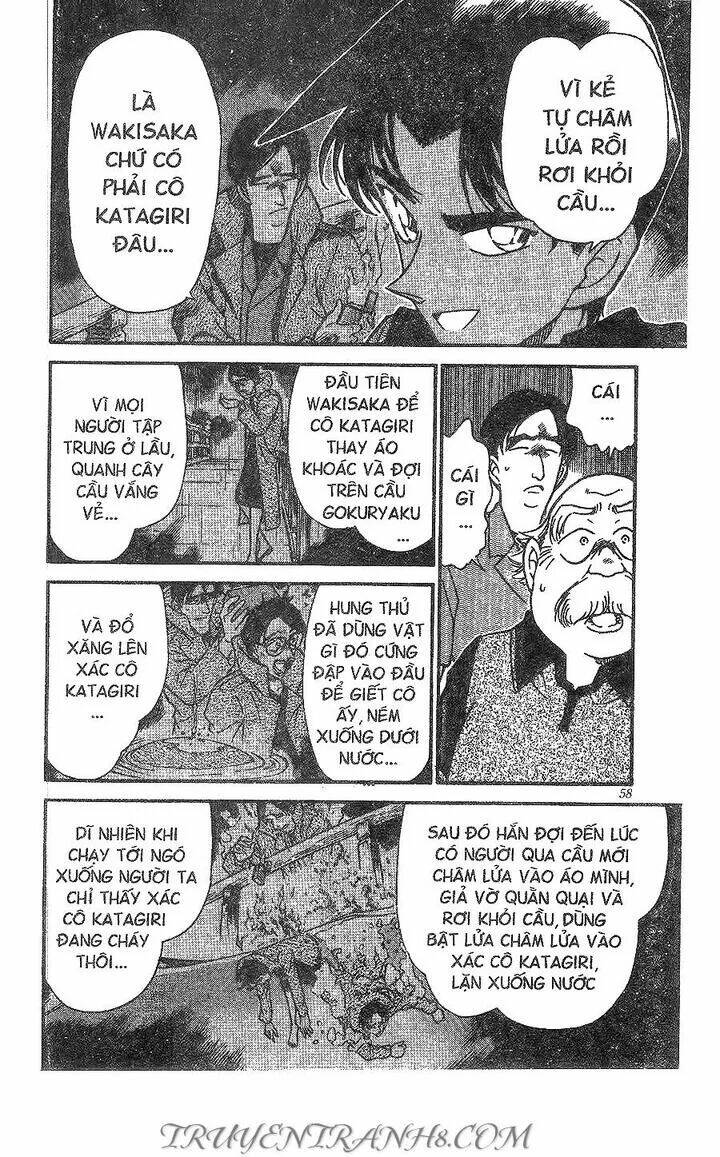 VÌ KẺ
TỰ CHÂM
LỬA RỒI
RƠI KHỎI
CẦU...
LÀ
WAKISAKA
CHỨ CÓ
PHẢI CÔ
KATAGIRI
ĐÂU...
CÁI
...
CÁI
GÌ
...
ĐẦU TIÊN
WAKISAKA ĐỂ
CÔ KATAGIRI
THAY ÁO
KHOÁC VÀ ĐỢI
TRÊN CẦU
GOKURYAKU
...
VÌ MỌI
NGƯỜI TẬP
TRUNG Ở LẦU,
QUANH CÂY
CẦU VẮNG
VẺ...
HUNG THỦ
ĐÃ DÙNG VẬT
GÌ ĐÓ CỨNG
ĐẬP VÀO ĐẦU
ĐỂ GIẾT CÔ
ẤY, NÉM
XUỐNG DƯỚI
NƯỚC...
VÀ ĐỔ
XĂNG LÊN
XÁC CÔ
KATAGIRI
...
58
SAU ĐÓ HẮN ĐỢI ĐẾN LÚC
CÓ NGƯỜI QUA CẦU MỚI
CHÂM LỬA VÀO ÁO MÌNH,
GIẢ VỜ QUẰN QUẠI VÀ
RƠI KHỎI CẦU, DÙNG
BẬT LỬA CHÂM LỬA VÀO
XÁC CÔ KATAGIRI,
LẶN XUỐNG NƯỚC
DĨ NHIÊN KHI
CHẠY TỚI NGÓ
XUỐNG NGƯỜI TA
CHỈ THẤY XÁC
CÔ KATAGIRI
ĐANG CHÁY
THÔI...
TRUYENTRANH8.COM